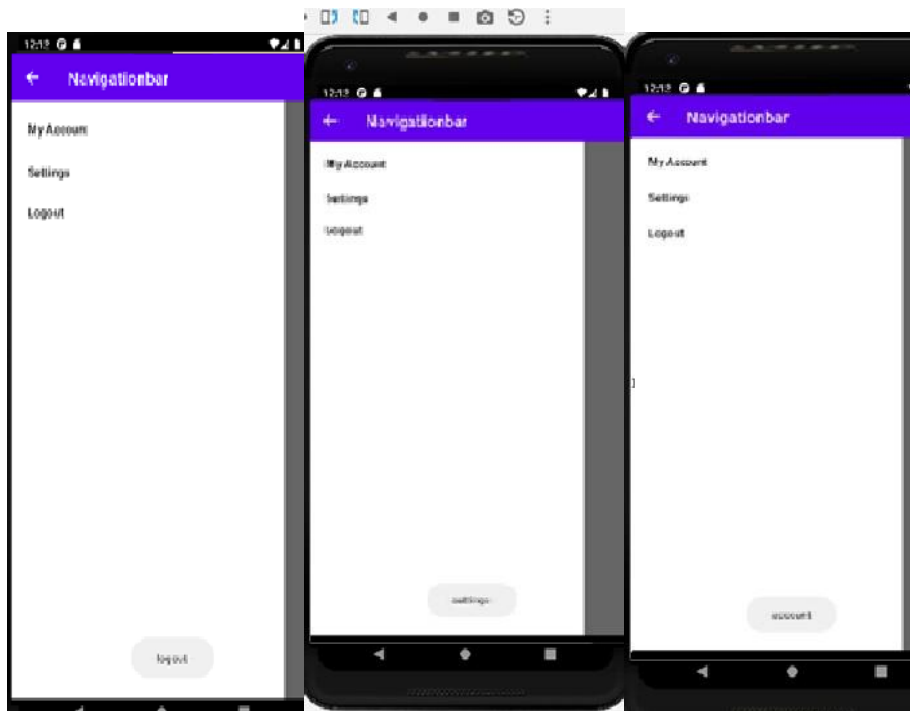 12:12
Navigationbar
My Account
Settings
Logout
logout
12:12
Navigationbar
My Account
Settings
Logout
settings
12:12
Navigationbar
My Account
Settings
Logout
account